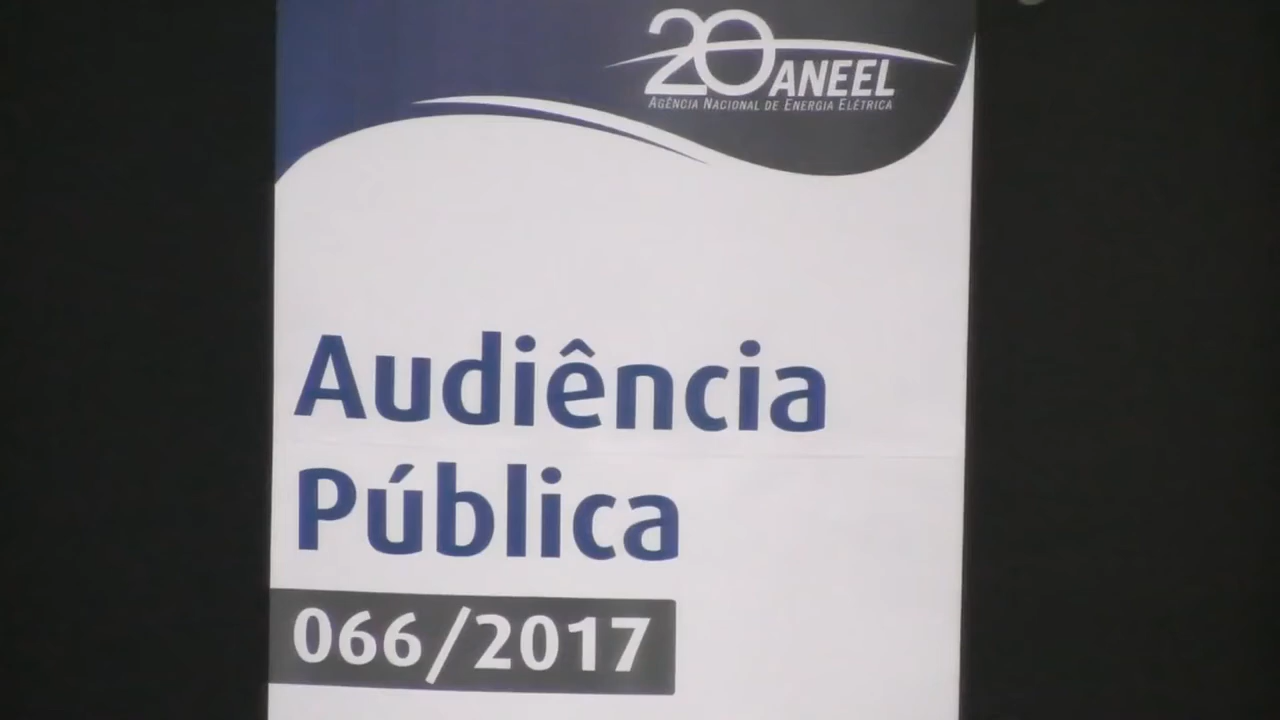 20 ANEEL
AGÊNCIA NACIONAL DE ENERGIA ELÉTRICA
Audiência
Pública
066/2017